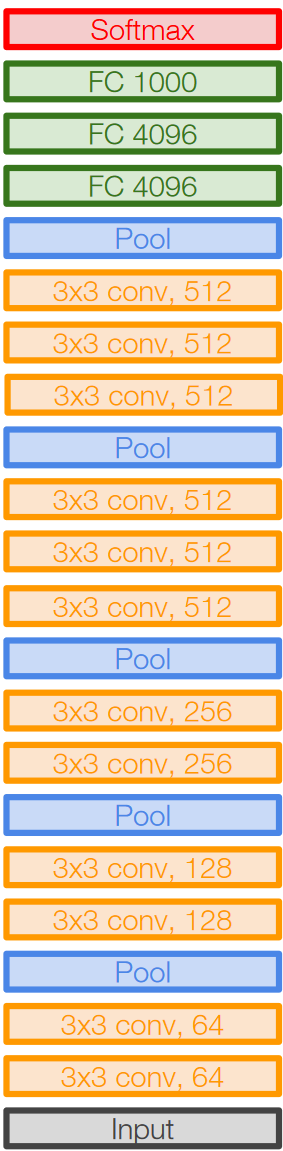 Softmax
FC 1000
FC 4096
FC 4096
Pool
3x3 conv, 512
3x3 conv, 512
3x3 conv, 512
Pool
3x3 conv, 512
3x3 conv, 512
3x3 conv, 512
Pool
3x3 conv, 256
3x3 conv, 256
Pool
3x3 conv, 128
3x3 conv, 128
Pool
3x3 conv, 64
3x3 conv, 64
Input